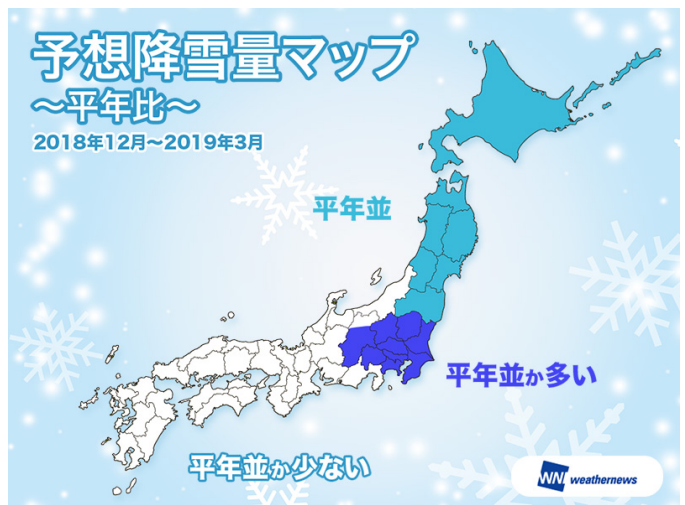 予想降雪量マップ
～平年比～
2018年12月～2019年3月
平年並
平年並か多い
平年並か少ない
WNI weathernews